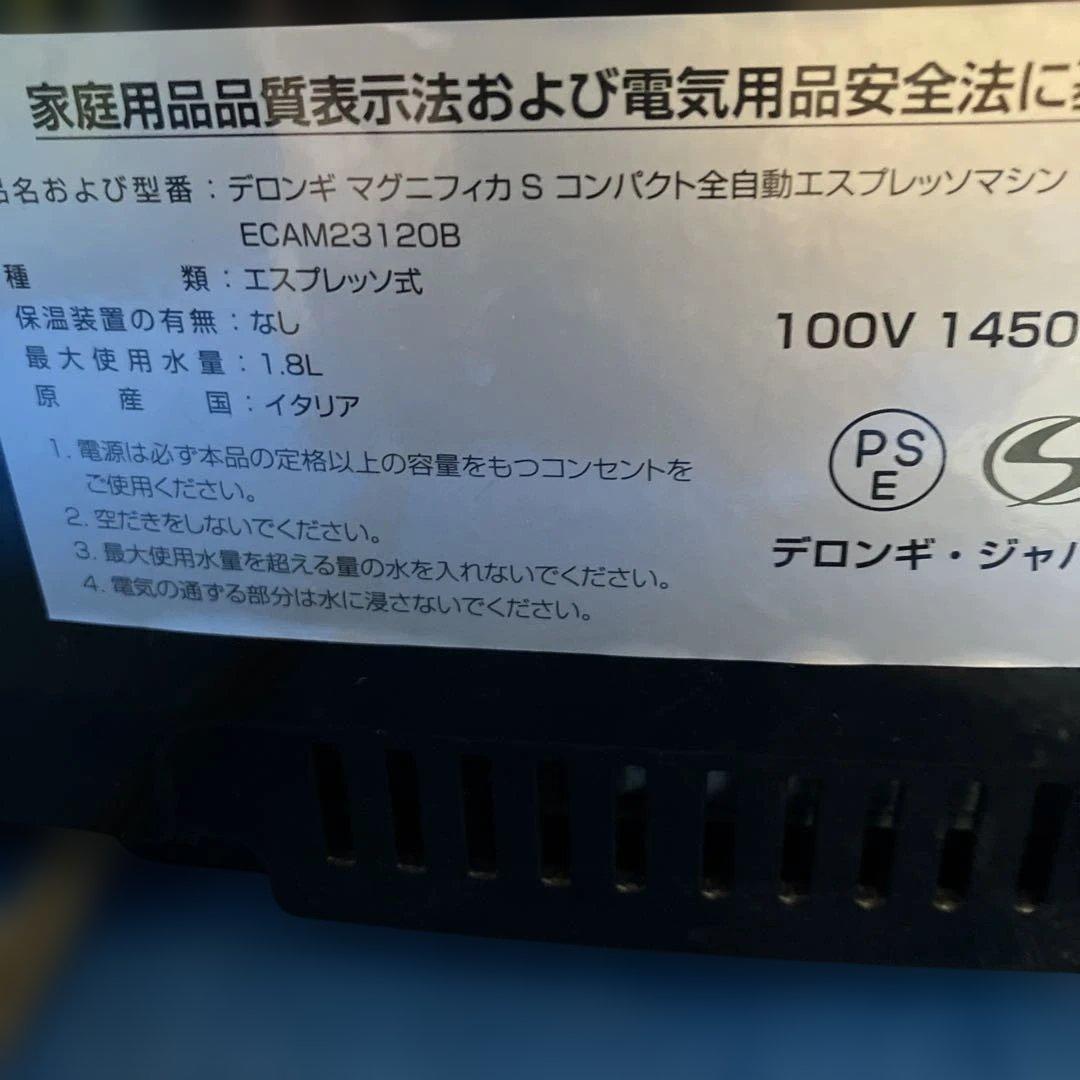 家庭用品品質表示法および電気用品安全法に
品名および型番：デロンギ マグニフィカ S コンパクト全自動エスプレッソマシン
ECAM23120B
種類：エスプレッソ式
保温装置の有無：なし
最大使用水量：1.8L
原産国：イタリア
100V 1450
1. 電源は必ず本品の定格以上の容量をもつコンセントを
ご使用ください。
2. 空だきをしないでください。
3. 最大使用水量を超える量の水を入れないでください。
4. 電気の通ずる部分は水に浸さないでください。
PS
E
デロンギ・ジャパ